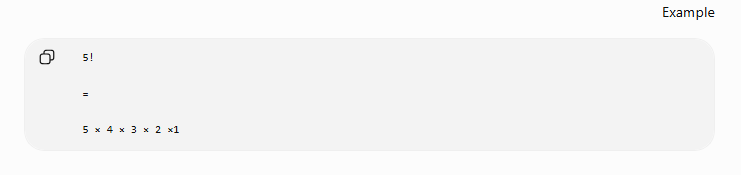 Example
5!
=
5 × 4 × 3 × 2 ×1